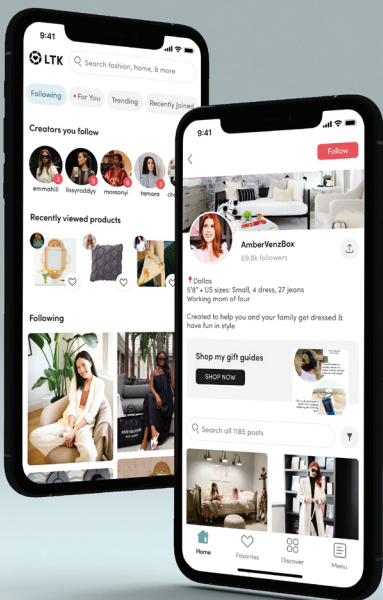 9:41
LTK
Search fashion, home, & more
Following
For You
Trending
Recently Joined
Creators you follow
emmahill
lissyroddy
mossonyi
tamara
Recently viewed products
Following
9:41
Follow
AmberVenzBox
69.8k followers
Dallas
5'8" • US sizes: Small, 4 dress, 27 jeans
Working mom of four
Created to help you and your family get dressed &
have fun in style
Shop my gift guides
SHOP NOW
Search all 1185 posts
Home
Favorites
Discover
Menu